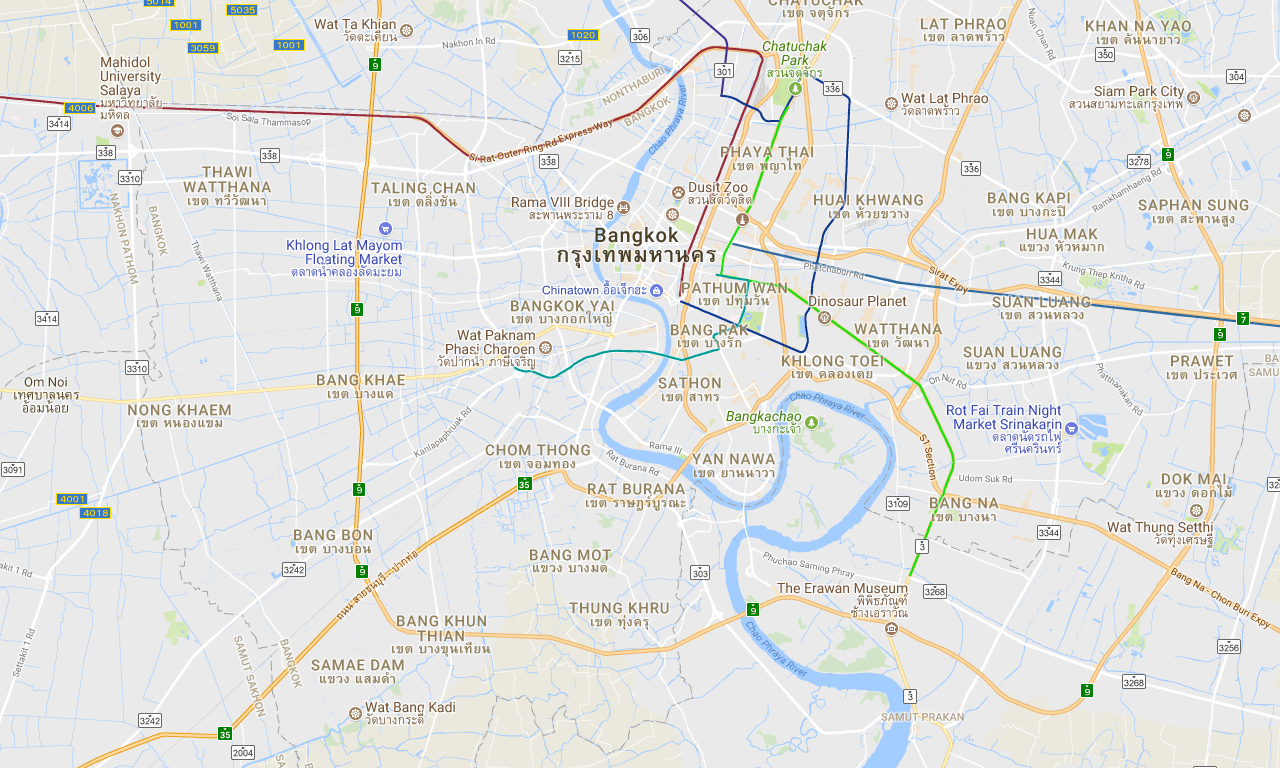 5014
CHATUCHAK
เขต จตุจักร
5035
1001
Wat Ta Khian
วัดตะเคียน
LAT PHRAO
เขต ลาดพร้าว
KHAN NA YAO
เขต คันนายาว
Nuan Chan Rd
1020
306
Nakhon In Rd
3059
1001
Chatuchak
Park
สวนจตุจักร
350
3215
9
Mahidol
University
Salaya
มหาวิทยาลัย
มหิดล
301
304
336
NONTHABURI
BANGKOK
Siam Park City
สวนสยามทะเลกรุงเทพ
Wat Lat Phrao
วัดลาดพร้าว
4006
3414
Soi Sala Thammasop
Si Rat Outer Ring Rd Express Way
Chao Phraya River
338
338
338
PHAYA THAI
เขต พญาไท
9
3278
336
3310
THAWI
WATTHANA
เขต ทวีวัฒนา
TALING CHAN
เขต ตลิ่งชัน
Dusit Zoo
สวนสัตว์ดุสิต
Rama VIII Bridge
สะพานพระราม 8
HUAI KHWANG
เขต ห้วยขวาง
BANG KAPI
เขต บางกะปิ
Ramkhamhaeng Rd
SAPHAN SUNG
เขต สะพานสูง
NAKHON PATHOM
BANGKOK
Thawi Watthana
Khlong Lat Mayom
Floating Market
ตลาดน้ำคลองลัดมะยม
Bangkok
กรุงเทพมหานคร
HUA MAK
แขวง หัวหมาก
Phetchaburi Rd
Sirat Expy
Krung Thep Kritha Rd
3344
Chinatown อื้อเจ็กฮะ
PATHUM WAN
เขต ปทุมวัน
Dinosaur Planet
SUAN LUANG
เขต สวนหลวง
9
BANGKOK YAI
เขต บางกอกใหญ่
3414
7
BANG RAK
เขต บางรัก
WATTHANA
เขต วัฒนา
9
Wat Paknam
Phasi Charoen
วัดปากน้ำ ภาษีเจริญ
SUAN LUANG
แขวง สวนหลวง
PRAWET
เขต ประเวศ
KHLONG TOEI
เขต คลองเตย
3310
Om Noi
เทศบาลนคร
อ้อมน้อย
BANG KHAE
เขต บางแค
SATHON
เขต สาทร
On Nut Rd
Phatthanakan Rd
NONG KHAEM
เขต หนองแขม
Kanlapaphruek Rd
Chao Phraya River
Bangkachao
บางกะเจ้า
Rot Fai Train Night
Market Srinakarin
ตลาดนัดรถไฟ
ศรีนครินทร์
CHOM THONG
เขต จอมทอง
Rama III
Rat Burana Rd
S1 Section
YAN NAWA
เขต ยานนาวา
3091
Udom Suk Rd
DOK MAI
แขวง ดอกไม้
35
9
RAT BURANA
เขต ราษฎร์บูรณะ
4001
4018
3109
BANG NA
เขต บางนา
Wat Thung Setthi
วัดทุ่งเศรษฐี
BANG BON
เขต บางบอน
3344
3
BANG MOT
แขวง บางมด
Phuchao Saming Phray
3242
9
303
ถนน สายธนบุรี - ปากท่อ
The Erawan Museum
พิพิธภัณฑ์
ช้างเอราวัณ
3268
Bang Na - Chon Buri Expy
THUNG KHRU
เขต ทุ่งครุ
9
BANG KHUN
THIAN
เขต บางขุนเทียน
Settakit 1 Rd
SAMUT SAKHON
BANGKOK
Chao Phraya River
3256
SAMAE DAM
แขวง แสมดำ
3268
9
3
Wat Bang Kadi
วัดบางกระดี่
SAMUT PRAKAN
3242
35
2004